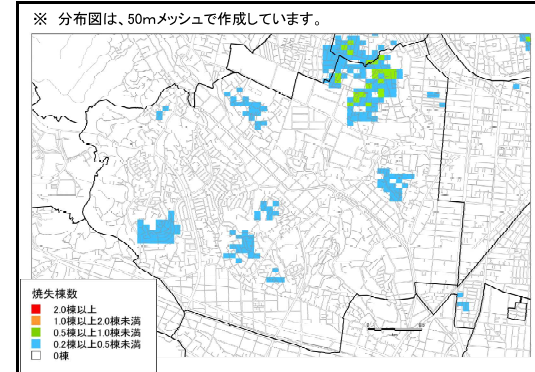 ※ 分布図は、50mメッシュで作成しています。
焼失棟数
2.0棟以上
1.0棟以上2.0棟未満
0.5棟以上1.0棟未満
0.2棟以上0.5棟未満
0棟